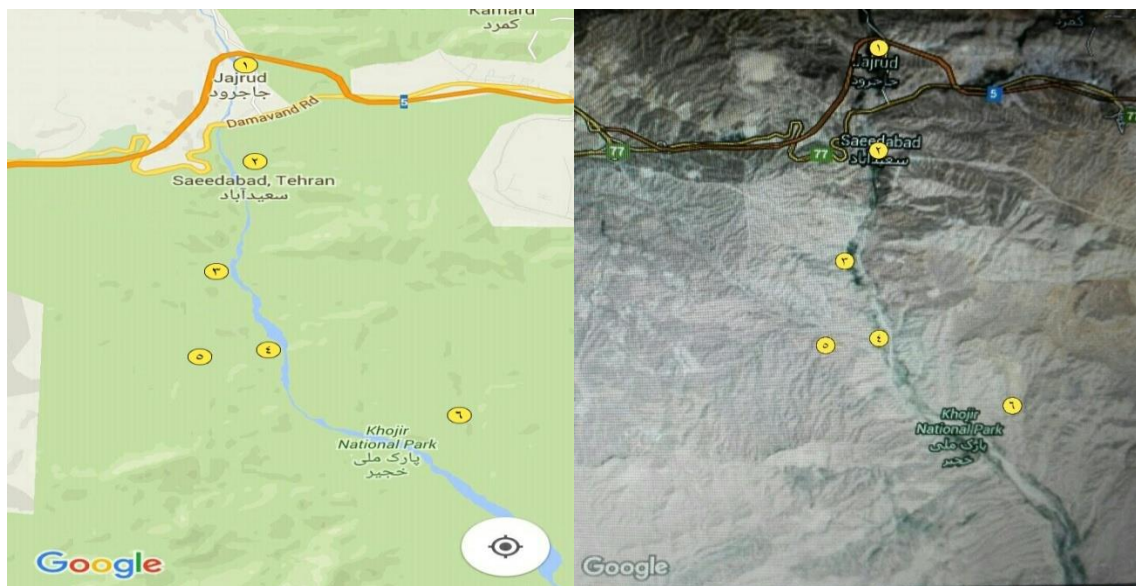 Kamard
کمرد
۱
Jajrud
جاجرود
5
Damavand Rd
۲
Saeedabad, Tehran
سعیدآباد
۳
۴
۵
۶
Khojir
National Park
پارک ملی
خجیر
Google
کمرد
۱
Jajrud
جاجرود
5
77
77
77
Saeedabad
سعیدآباد
۲
۳
۴
۵
۶
Khojir
National Park
پارک ملی
خجیر
Google